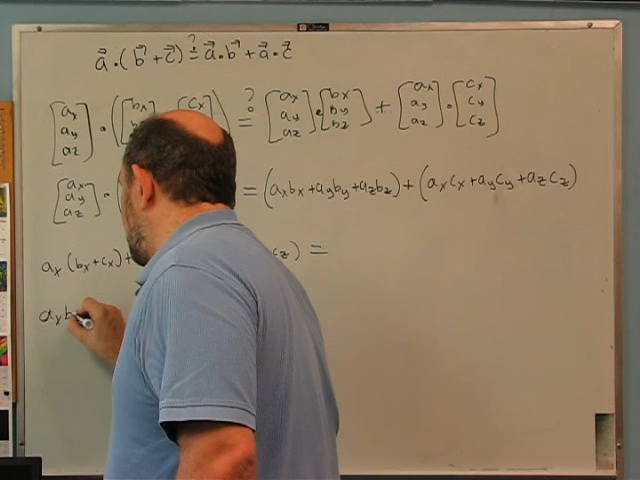 a⃗ · (b⃗ + c⃗) ?= a⃗ · b⃗ + a⃗ · c⃗
[ax ay az] · ([bx] [cx]) ?= [ax ay az] · [bx by bz] + [ax ay az] · [cx cy cz]
[ax ay az] · ( = (axbx + ayby + azbz) + (axcx + aycy + azcz)
ax (bx + cx) + cz) =
axb